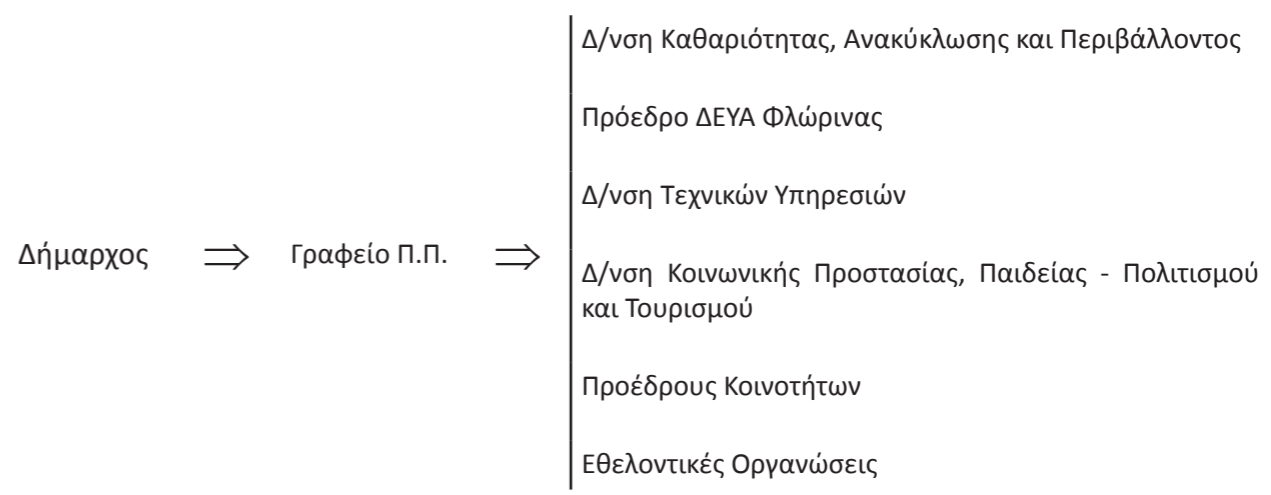 Δ/νση Καθαριότητας, Ανακύκλωσης και Περιβάλλοντος
Πρόεδρο ΔΕΥΑ Φλώρινας
Δ/νση Τεχνικών Υπηρεσιών
Δήμαρχος ⇒ Γραφείο Π.Π. ⇒
Δ/νση Κοινωνικής Προστασίας, Παιδείας - Πολιτισμού
και Τουρισμού
Προέδρους Κοινοτήτων
Εθελοντικές Οργανώσεις